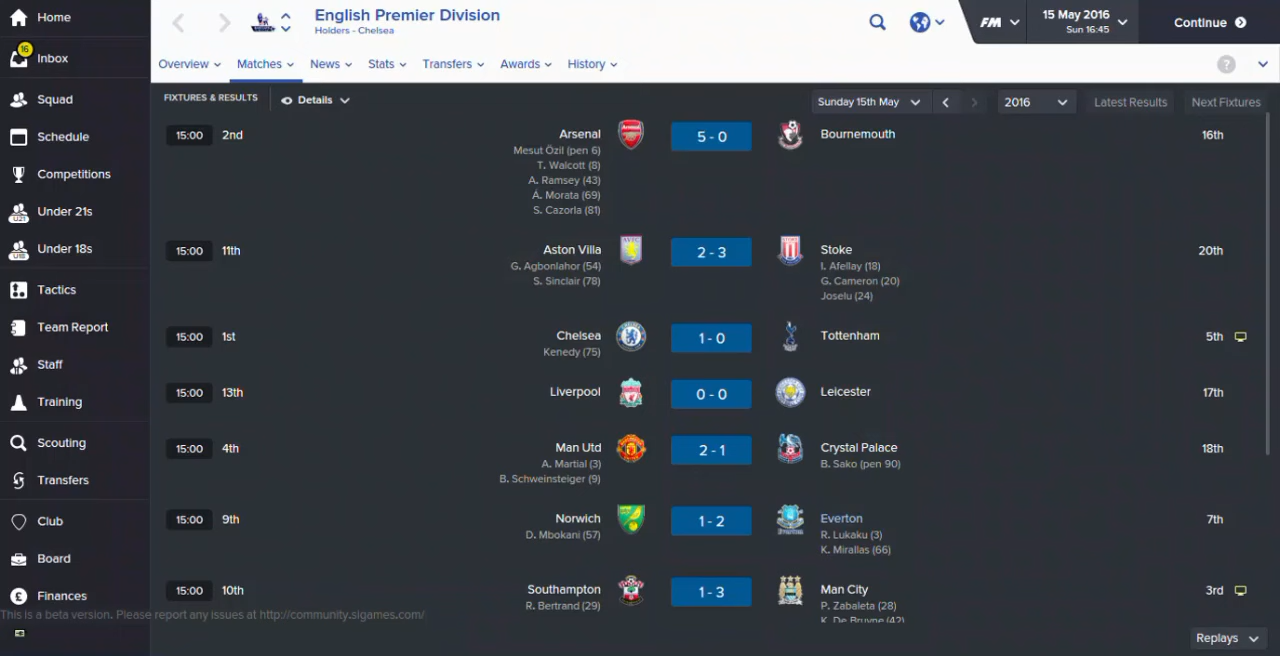 Home
English Premier Division
Holders - Chelsea
FM
15 May 2016
Sun 16:45
Continue
16
Inbox
Overview
Matches
News
Stats
Transfers
Awards
History
?
Squad
FIXTURES & RESULTS
Details
Sunday 15th May
2016
Latest Results
Next Fixtures
Schedule
Competitions
Under 21s
Under 18s
Tactics
Team Report
Staff
Training
Scouting
Transfers
Club
Board
Finances
15:00 2nd Arsenal 5 - 0 Bournemouth 16th
Mesut Özil (pen 6)
T. Walcott (8)
A. Ramsey (43)
Á. Morata (69)
S. Cazorla (81)
15:00 11th Aston Villa 2 - 3 Stoke 20th
G. Agbonlahor (54) I. Afellay (18)
S. Sinclair (78) G. Cameron (20)
Joselu (24)
15:00 1st Chelsea 1 - 0 Tottenham 5th
Kenedy (75)
15:00 13th Liverpool 0 - 0 Leicester 17th
15:00 4th Man Utd 2 - 1 Crystal Palace 18th
A. Martial (3) B. Sako (pen 90)
B. Schweinsteiger (9)
15:00 9th Norwich 1 - 2 Everton 7th
D. Mbokani (57) R. Lukaku (3)
K. Mirallas (66)
15:00 10th Southampton 1 - 3 Man City 3rd
R. Bertrand (29) P. Zabaleta (28)
K. De Bruyne (42)
This is a beta version. Please report any issues at http://community.sigames.com/
Replays